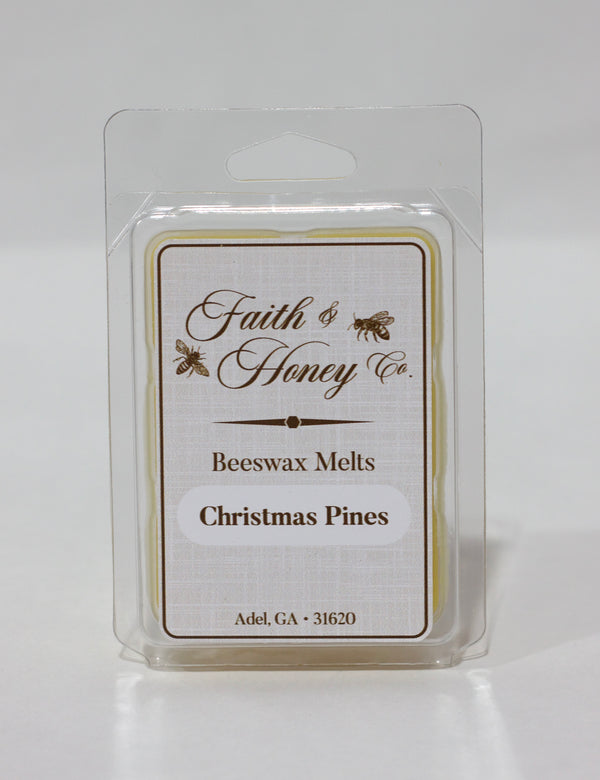 Faith &
Honey Co.
Beeswax Melts
Christmas Pines
Adel, GA • 31620